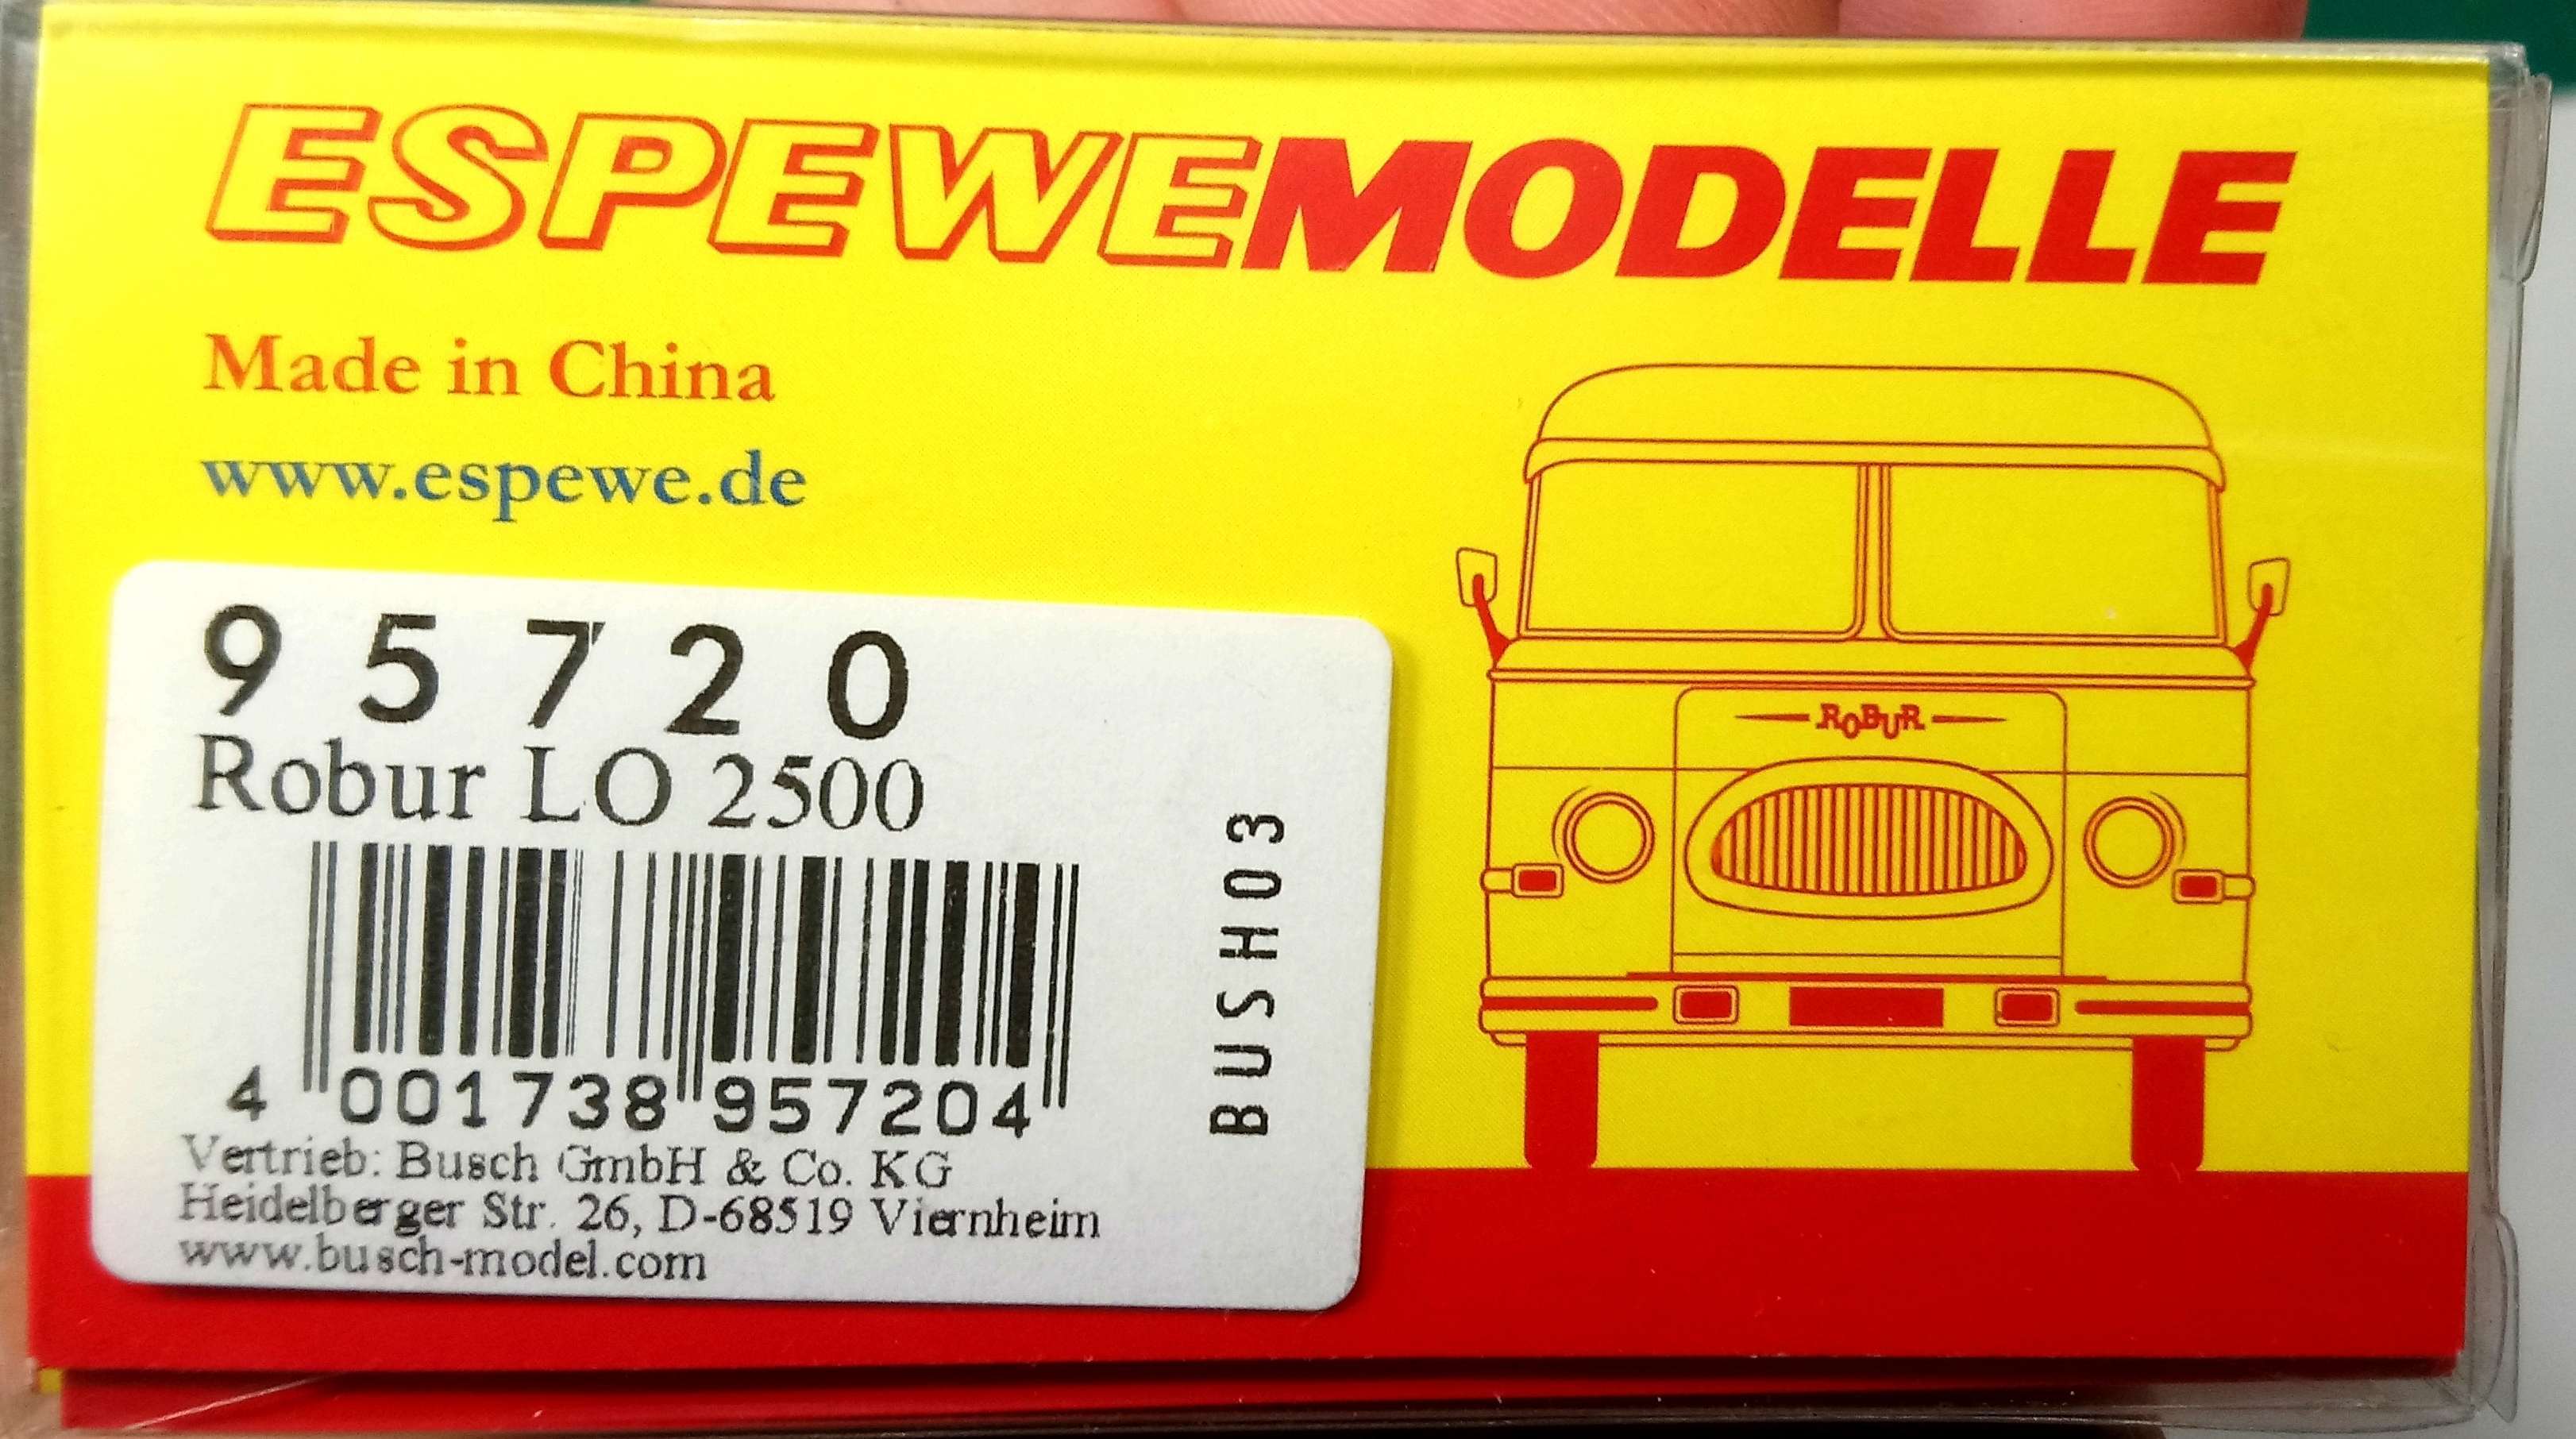 ESPEWEMODELLE
Made in China
www.espewe.de
ROBUR
95720
Robur LO 2500
BUSH03
4 001738 957204
Vertrieb: Busch GmbH & Co. KG
Heidelberger Str. 26, D-68519 Viernheim
www.busch-model.com